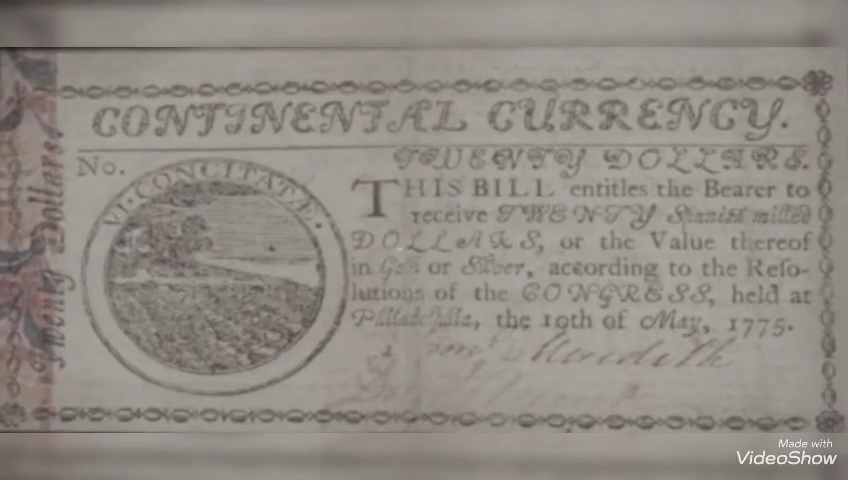 CONTINENTAL CURRENCY.
No.
TWENTY DOLLARS.
VI·CONCITATÆ.
THIS BILL entitles the Bearer to
receive TWENTY Spanish milled
DOLLARS, or the Value thereof
in Gold or Silver, according to the Reso-
lutions of the CONGRESS, held at
Philadelphia, the 10th of May, 1775.
Meredith
Twenty Dollars
Made with
VideoShow